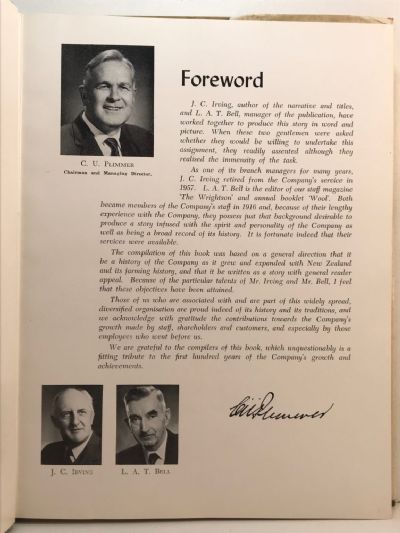 Foreword
J. C. Irving, author of the narrative and titles,
and L. A. T. Bell, manager of the publication, have
worked together to produce this story in word and
picture. When these two gentlemen were asked
whether they would be willing to undertake this
assignment, they readily assented although they
realised the immensity of the task.
C. U. Plimmer
Chairman and Managing Director.
As one of its branch managers for many years,
J. C. Irving retired from the Company's service in
1957. L. A. T. Bell is the editor of our staff magazine
'The Wrightson' and annual booklet 'Wool'. Both
became members of the Company's staff in 1916 and, because of their lengthy
experience with the Company, they possess just that background desirable to
produce a story infused with the spirit and personality of the Company as
well as being a broad record of its history. It is fortunate indeed that their
services were available.
The compilation of this book was based on a general direction that it
be a history of the Company as it grew and expanded with New Zealand
and its farming history, and that it be written as a story with general reader
appeal. Because of the particular talents of Mr. Irving and Mr. Bell, I feel
that these objectives have been attained.
Those of us who are associated with and are part of this widely spread,
diversified organisation are proud indeed of its history and its traditions, and
we acknowledge with gratitude the contributions towards the Company's
growth made by staff, shareholders and customers, and especially by those
employees who went before us.
We are grateful to the compilers of this book, which unquestionably is a
fitting tribute to the first hundred years of the Company's growth and
achievements.
J. C. Irving
L. A. T. Bell